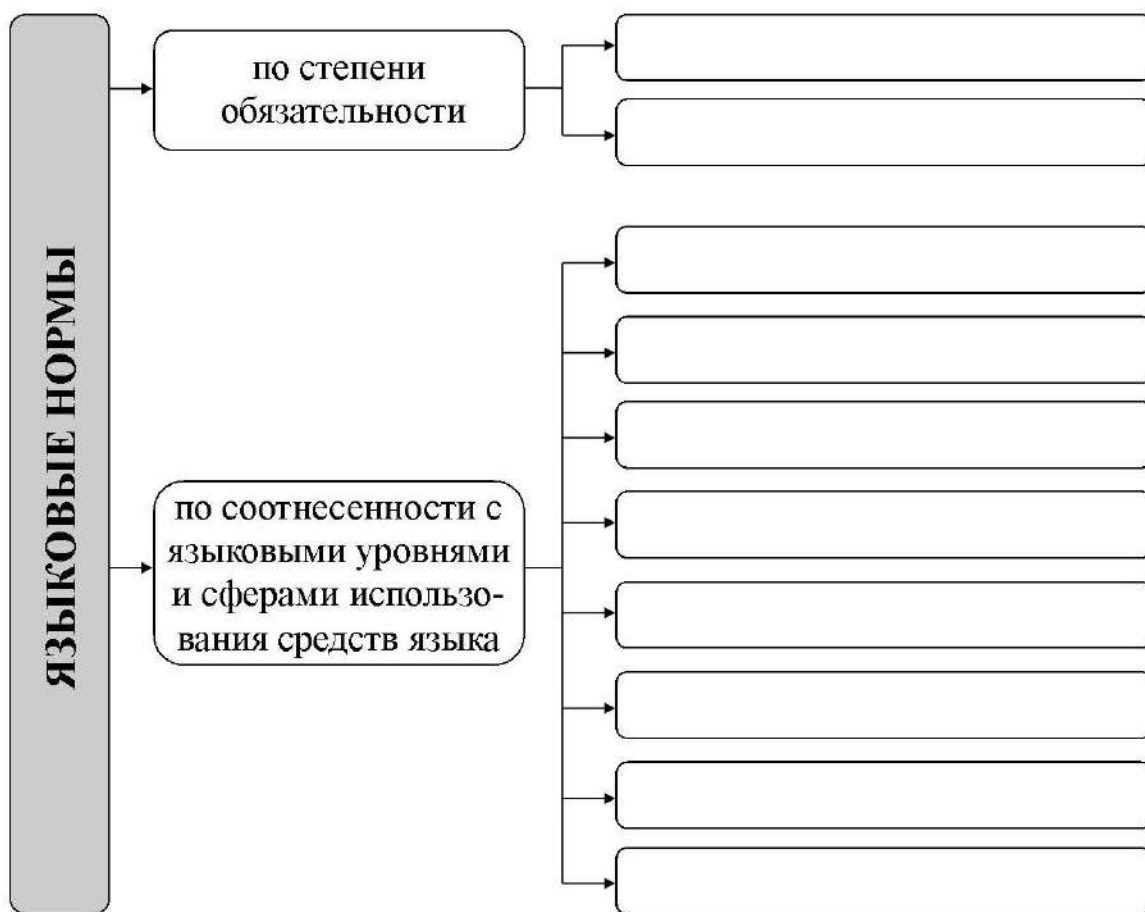 ЯЗЫКОВЫЕ НОРМЫ
по степени
обязательности
по соотнесенности с
языковыми уровнями
и сферами использо-
вания средств языка